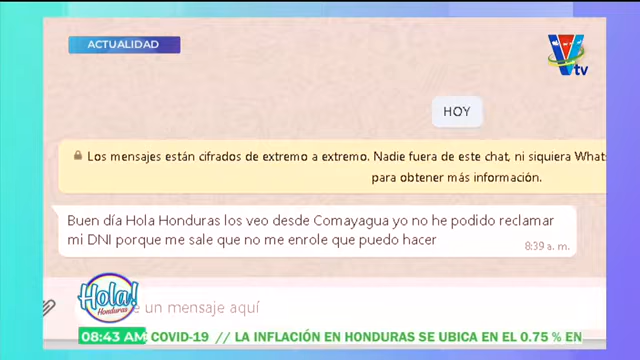 ACTUALIDAD
VTV
HOY
Los mensajes están cifrados de extremo a extremo. Nadie fuera de este chat, ni siquiera Whats
para obtener más información.
Buen día Hola Honduras los veo desde Comayagua yo no he podido reclamar
mi DNI porque me sale que no me enrole que puedo hacer
8:39 a. m.
Hola!
Honduras
e un mensaje aquí
08:43 AM COVID-19 // LA INFLACIÓN EN HONDURAS SE UBICA EN EL 0.75 % EN